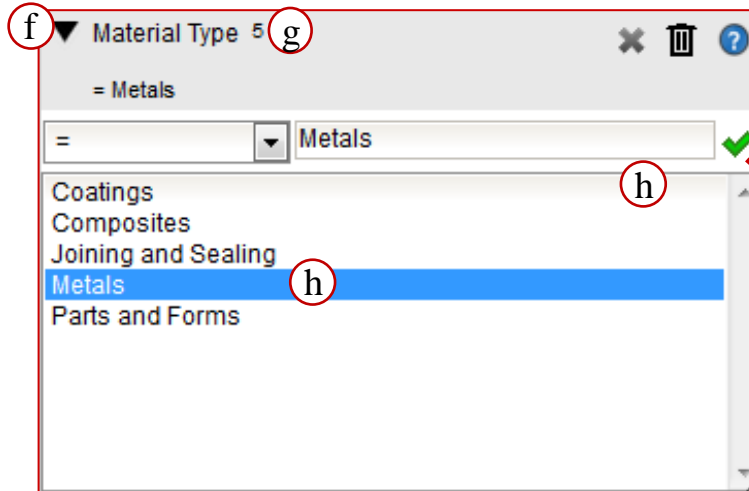 f Material Type 5 g ?
= Metals
= Metals
h
Coatings
Composites
Joining and Sealing
Metals h
Parts and Forms